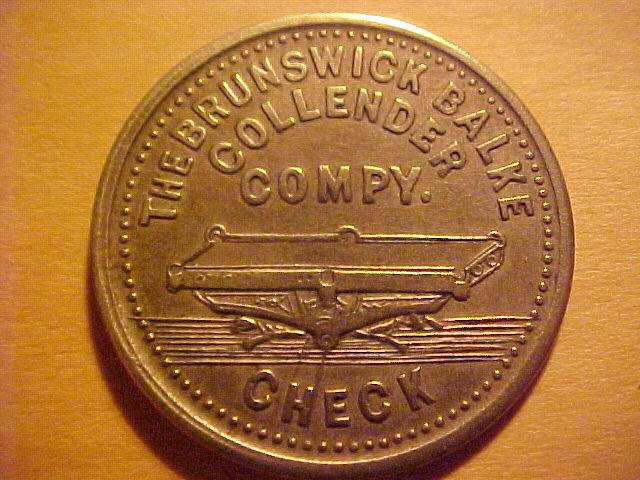 THE BRUNSWICK BALKE
COLLENDER
COMPY.
CHECK